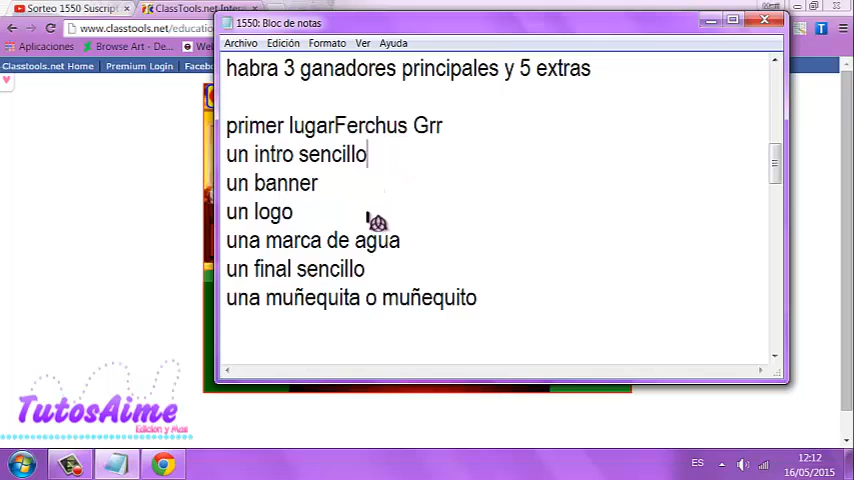 Sorteo 1550 Suscript
ClassTools.net Inter
1550: Bloc de notas
www.classtools.net/educatio
Archivo Edición Formato Ver Ayuda
Aplicaciones Browse Art - De
Classtools.net Home Premium Login
habra 3 ganadores principales y 5 extras
primer lugarFerchus Grr
un intro sencillo
un banner
un logo
una marca de agua
un final sencillo
una muñequita o muñequito
TutosAime
Edicion y Mas
ES
12:12
16/05/2015